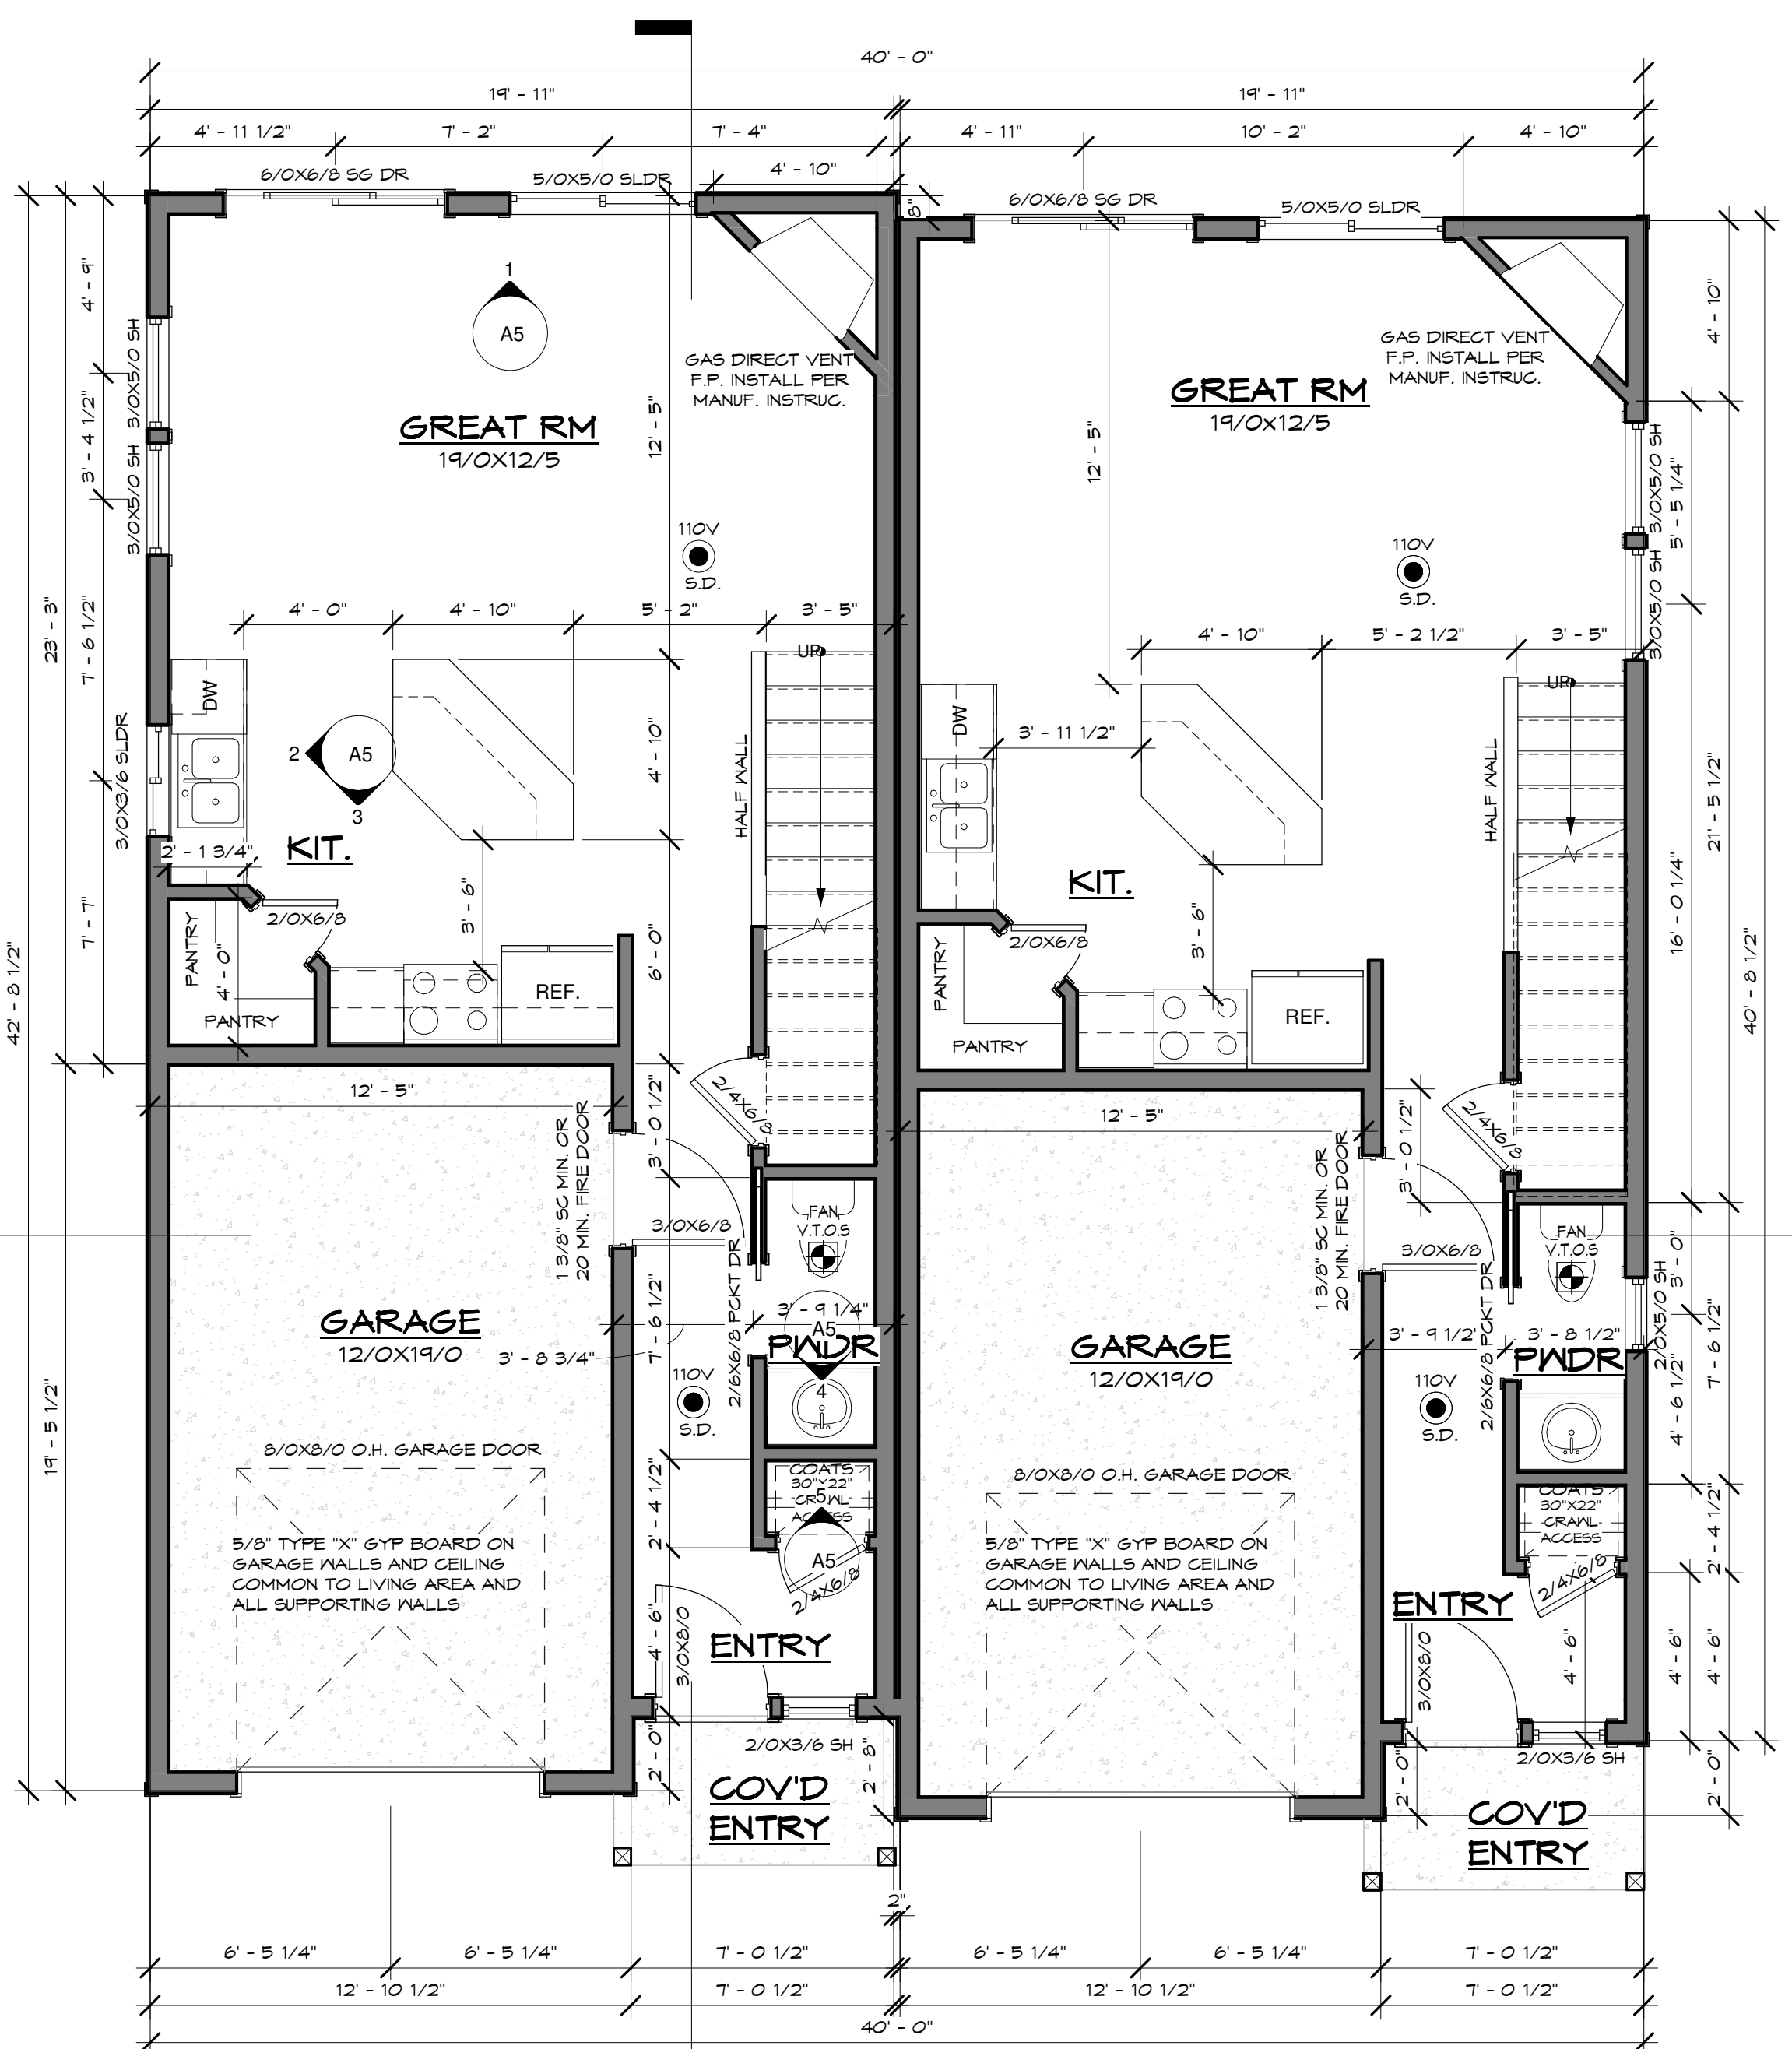 40' - 0"
19' - 11"
19' - 11"
4' - 11 1/2"
7' - 2"
7' - 4"
4' - 11"
10' - 2"
4' - 10"
4' - 10"
6/0X6/8 SG DR
5/0X5/0 SLDR
8"
6/0X6/8 SG DR
5/0X5/0 SLDR
1
A5
GAS DIRECT VENT
F.P. INSTALL PER
MANUF. INSTRUC.
GAS DIRECT VENT
F.P. INSTALL PER
MANUF. INSTRUC.
GREAT RM
19/0X12/5
GREAT RM
19/0X12/5
12' - 5"
12' - 5"
4' - 9"
3' - 4 1/2"
7' - 6 1/2"
7' - 7"
23' - 3"
42' - 8 1/2"
19' - 5 1/2"
3/0X5/0 SH
3/0X5/0 SH
3/0X3/6 SLDR
4' - 10"
3/0X5/0 SH
3/0X5/0 SH
5' - 5 1/4"
21' - 5 1/2"
16' - 0 1/4"
40' - 8 1/2"
110V
S.D.
110V
S.D.
4' - 0"
4' - 10"
5' - 2"
3' - 5"
4' - 10"
5' - 2 1/2"
3' - 5"
UP
UP
DW
DW
2
A5
3
3' - 11 1/2"
4' - 10"
HALF WALL
HALF WALL
2' - 1 3/4"
KIT.
KIT.
3' - 6"
3' - 6"
2/0X6/8
2/0X6/8
PANTRY
4' - 0"
PANTRY
PANTRY
PANTRY
REF.
REF.
6' - 0"
12' - 5"
12' - 5"
2/4X6/8
2/4X6/8
3' - 0 1/2"
3' - 0 1/2"
1 3/8" SC MIN. OR
20 MIN. FIRE DOOR
1 3/8" SC MIN. OR
20 MIN. FIRE DOOR
3/0X6/8
3/0X6/8
FAN
V.T.O.S
FAN
V.T.O.S
2/6X6/8 PCKT DR
2/6X6/8 PCKT DR
2/0X5/0 SH
3' - 0"
7' - 6 1/2"
4' - 6 1/2"
7' - 6 1/2"
GARAGE
12/0X19/0
GARAGE
12/0X19/0
3' - 8 3/4"
3' - 9 1/4"
A5
PWDR
4
3' - 9 1/2"
3' - 8 1/2"
PWDR
110V
S.D.
110V
S.D.
8/0X8/0 O.H. GARAGE DOOR
8/0X8/0 O.H. GARAGE DOOR
COATS
30"X22"
CRAWL
ACCESS
5
A5
COATS
30"X22"
CRAWL
ACCESS
2' - 4 1/2"
2' - 4 1/2"
2/4X6/8
2/4X6/8
5/8" TYPE "X" GYP BOARD ON
GARAGE WALLS AND CEILING
COMMON TO LIVING AREA AND
ALL SUPPORTING WALLS
5/8" TYPE "X" GYP BOARD ON
GARAGE WALLS AND CEILING
COMMON TO LIVING AREA AND
ALL SUPPORTING WALLS
ENTRY
ENTRY
4' - 6"
3/0X8/0
3/0X8/0
4' - 6"
4' - 6"
4' - 6"
2/0X3/6 SH
2/0X3/6 SH
2' - 0"
2' - 8"
2' - 0"
2' - 0"
COV'D
ENTRY
COV'D
ENTRY
2"
6' - 5 1/4"
6' - 5 1/4"
7' - 0 1/2"
6' - 5 1/4"
6' - 5 1/4"
7' - 0 1/2"
12' - 10 1/2"
7' - 0 1/2"
12' - 10 1/2"
7' - 0 1/2"
40' - 0"